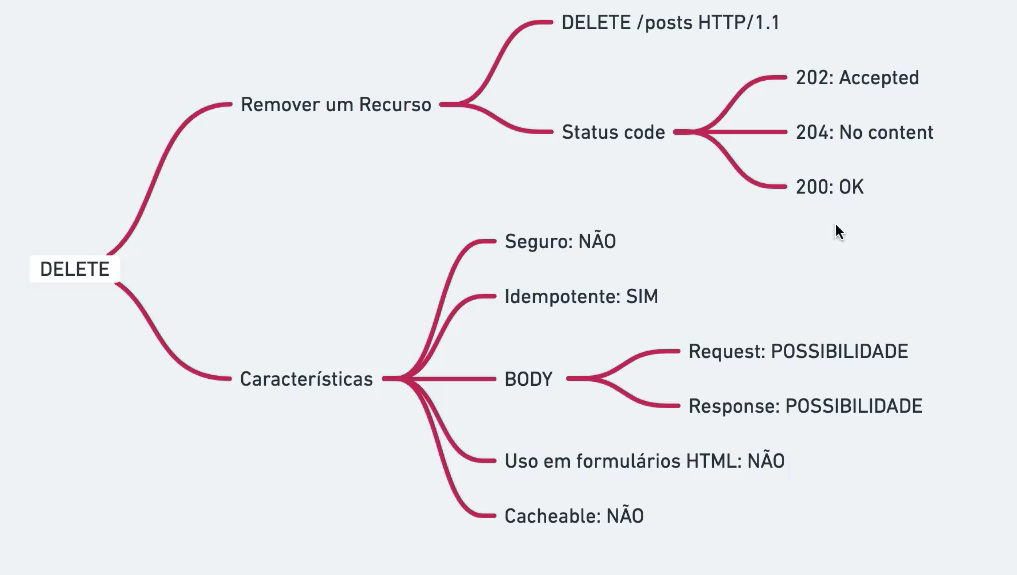 DELETE
Remover um Recurso
DELETE /posts HTTP/1.1
Status code
202: Accepted
204: No content
200: OK
Características
Seguro: NÃO
Idempotente: SIM
BODY
Request: POSSIBILIDADE
Response: POSSIBILIDADE
Uso em formulários HTML: NÃO
Cacheable: NÃO